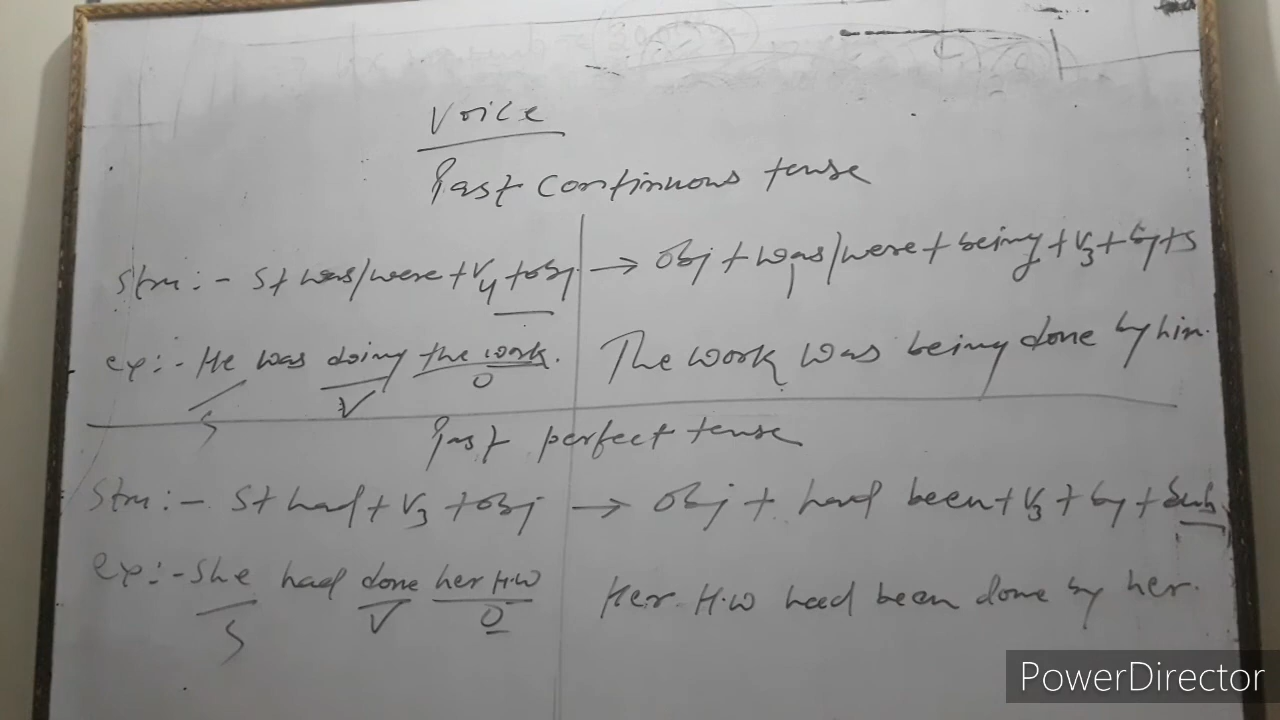 Voice
Past continuous tense
Stru:- S + was/were + V4 + obj → Obj + was/were + being + V3 + by + S
ex:- He was doing the work. The work was being done by him.
S V O
Past perfect tense
Stru:- S + had + V3 + obj → Obj + had been + V3 + by + Sub
ex:- She had done her H.W Her H.W had been done by her.
S V O
PowerDirector